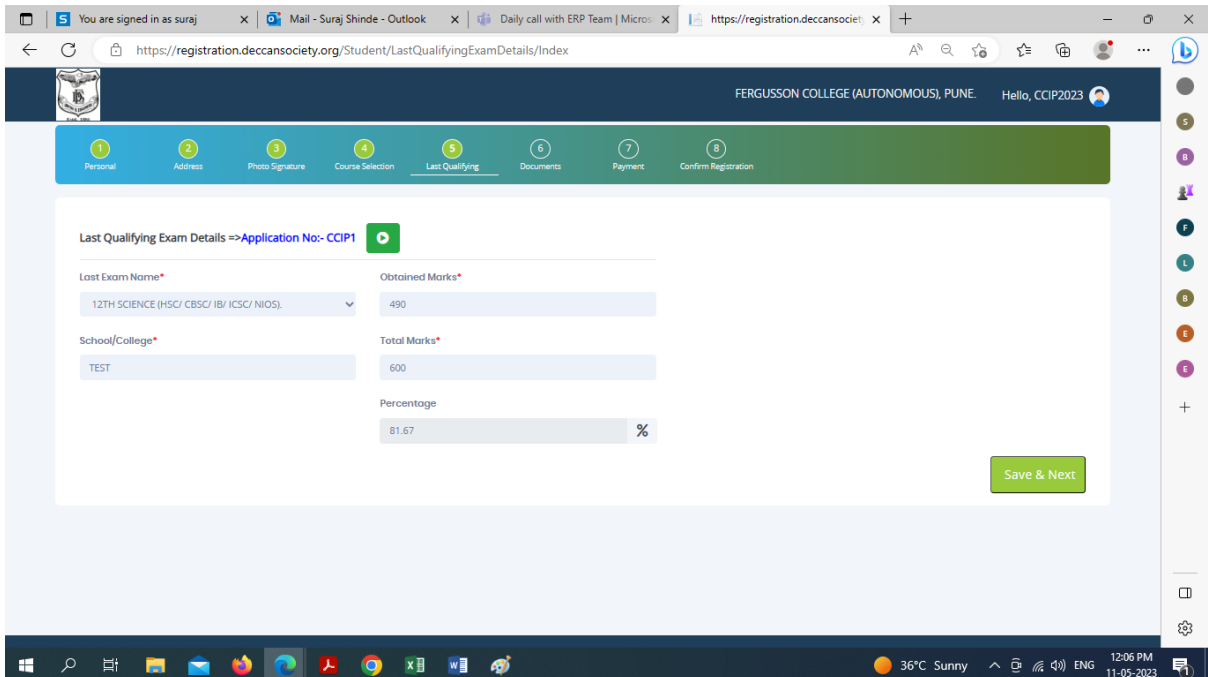 You are signed in as suraj
Mail - Suraj Shinde - Outlook
Daily call with ERP Team | Micros
https://registration.deccansociet
https://registration.deccansociety.org/Student/LastQualifyingExamDetails/Index
FERGUSSON COLLEGE (AUTONOMOUS), PUNE.
Hello, CCIP2023
1 2 3 4 5 6 7 8
Personal Address Photo Signature Course Selection Last Qualifying Documents Payment Confirm Registration
Last Qualifying Exam Details =>Application No:- CCIP1
Last Exam Name* Obtained Marks*
12TH SCIENCE (HSC/ CBSC/ IB/ ICSC/ NIOS). 490
School/College* Total Marks*
TEST 600
Percentage
81.67 %
Save & Next
S
B
F
L
B
E
E
36°C Sunny ENG 12:06 PM
11-05-2023
1